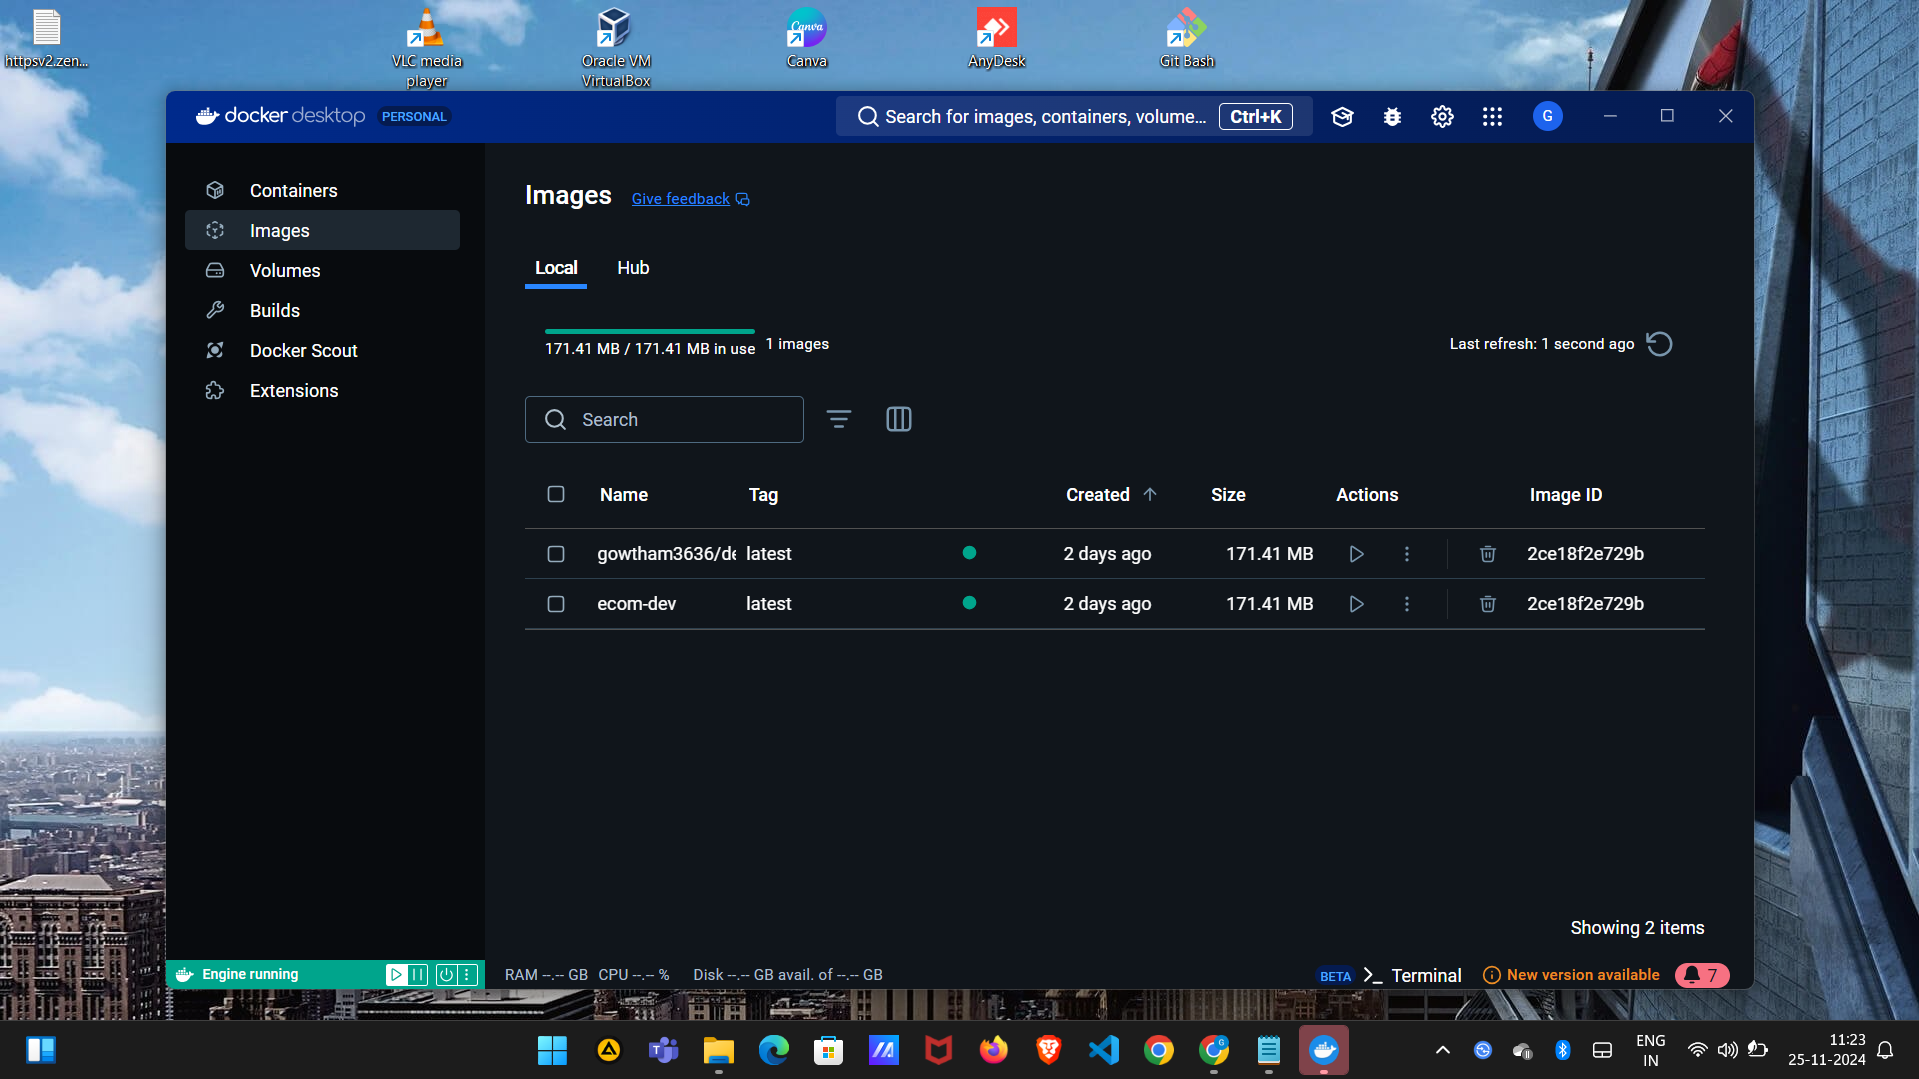 httpsv2.zen...
VLC media
player
Oracle VM
VirtualBox
Canva
AnyDesk
Git Bash
docker desktop PERSONAL
Search for images, containers, volume... Ctrl+K
G
Containers
Images
Volumes
Builds
Docker Scout
Extensions
Images Give feedback
Local Hub
171.41 MB / 171.41 MB in use 1 images
Last refresh: 1 second ago
Search
Name Tag Created Size Actions Image ID
gowtham3636/de latest 2 days ago 171.41 MB 2ce18f2e729b
ecom-dev latest 2 days ago 171.41 MB 2ce18f2e729b
Showing 2 items
Engine running
RAM --.-- GB CPU --.-- % Disk --.-- GB avail. of --.-- GB
BETA Terminal New version available 7
ENG
IN
11:23
25-11-2024